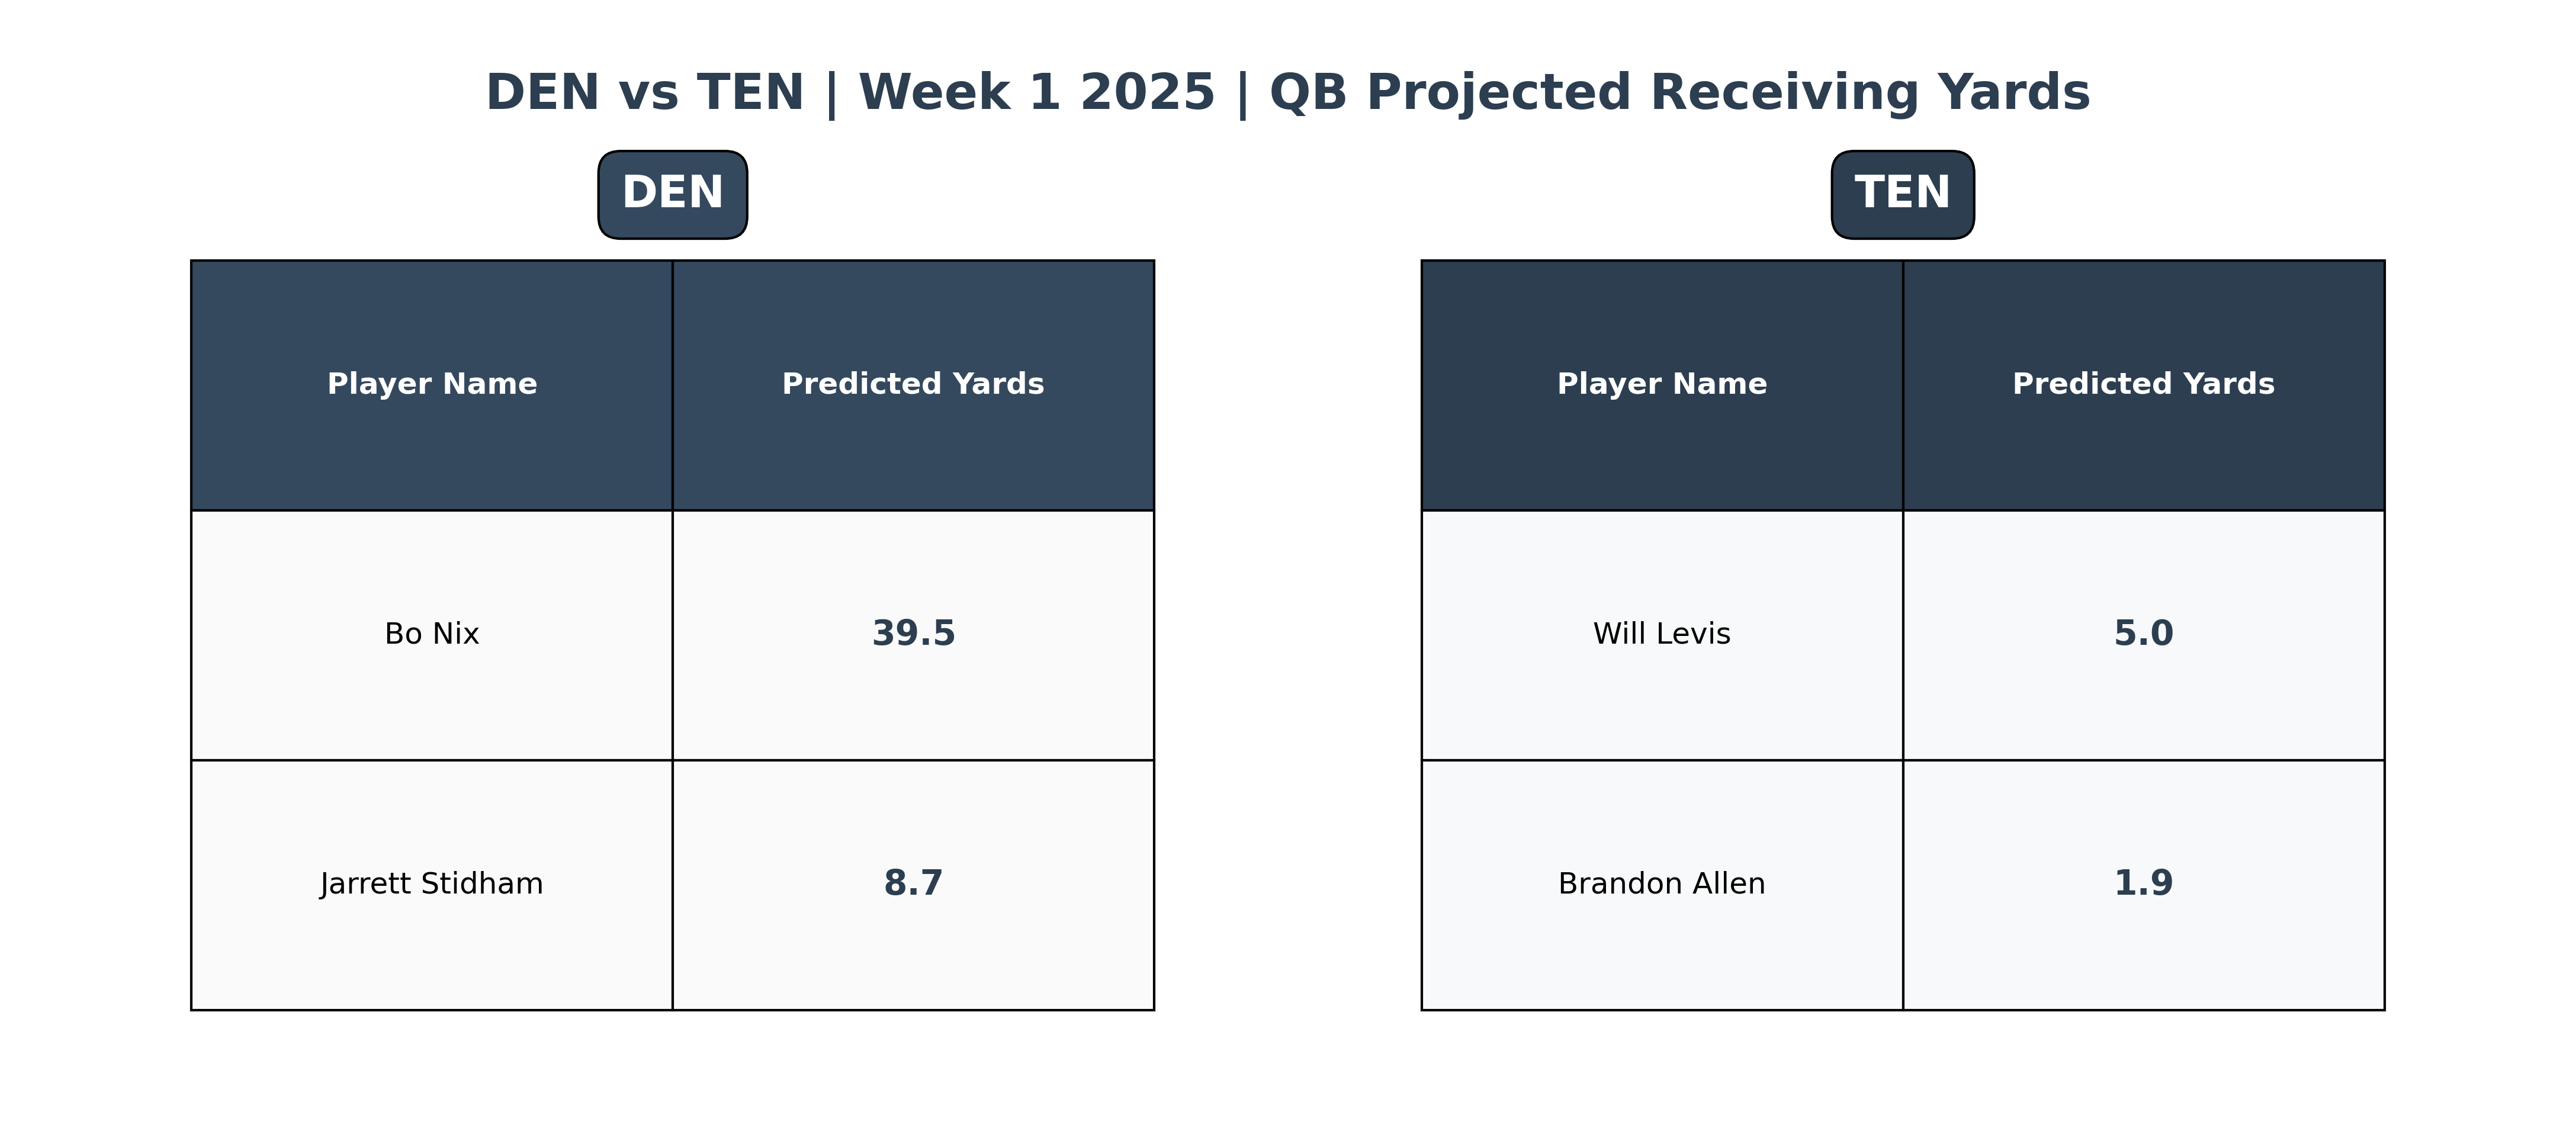 DEN vs TEN | Week 1 2025 | QB Projected Receiving Yards
DEN
Player Name Predicted Yards
Bo Nix 39.5
Jarrett Stidham 8.7
TEN
Player Name Predicted Yards
Will Levis 5.0
Brandon Allen 1.9